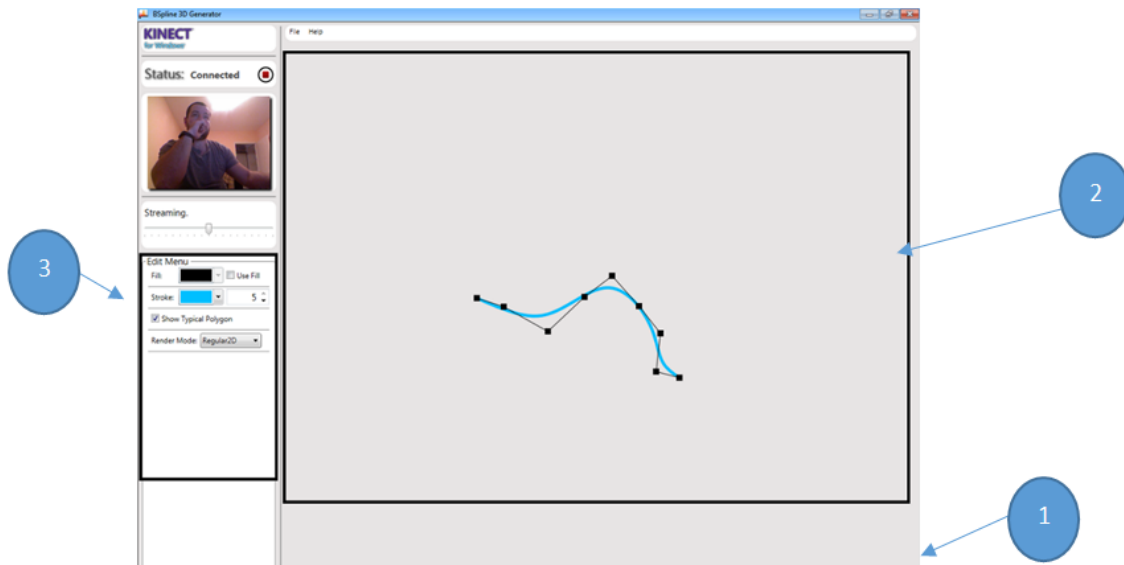 BSpline 3D Generator
KINECT
for Windows
File Help
Status: Connected
Streaming.
Edit Menu
Fill: Use Fill
Stroke: 5
Show Typical Polygon
Render Mode: Regular2D
2
3
1